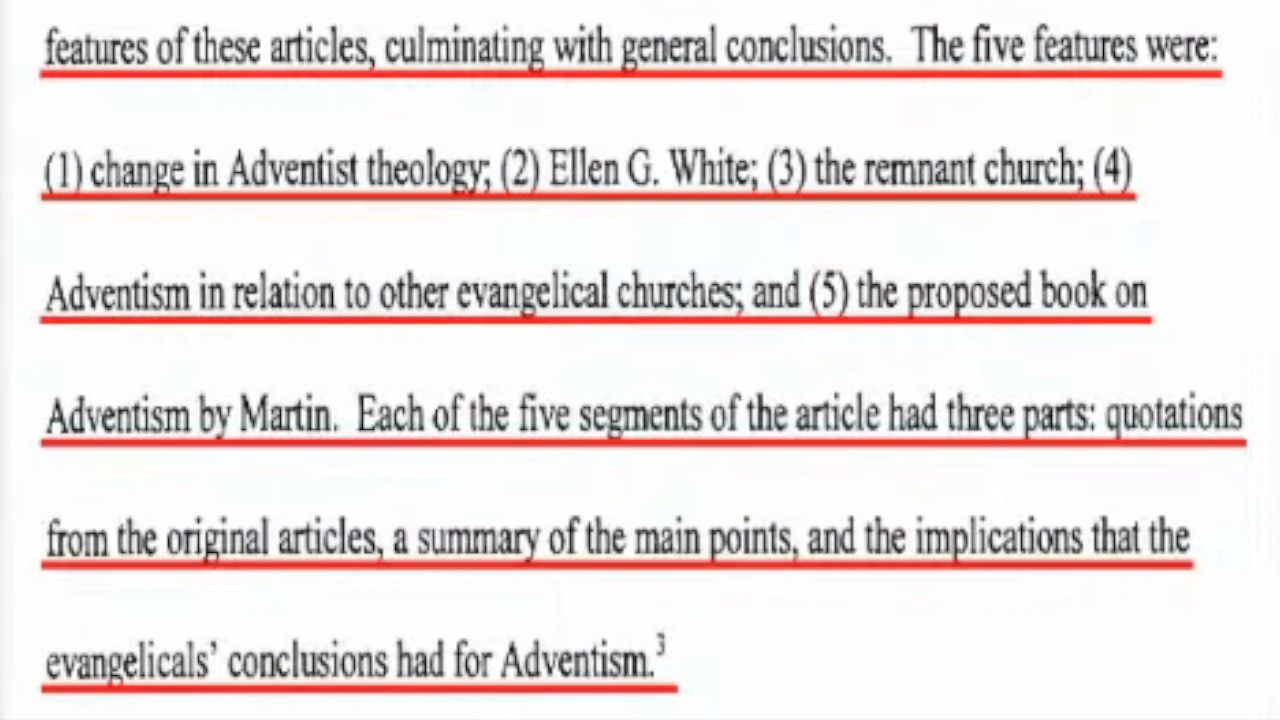 features of these articles, culminating with general conclusions. The five features were:
(1) change in Adventist theology; (2) Ellen G. White; (3) the remnant church; (4)
Adventism in relation to other evangelical churches; and (5) the proposed book on
Adventism by Martin. Each of the five segments of the article had three parts: quotations
from the original articles, a summary of the main points, and the implications that the
evangelicals’ conclusions had for Adventism.³